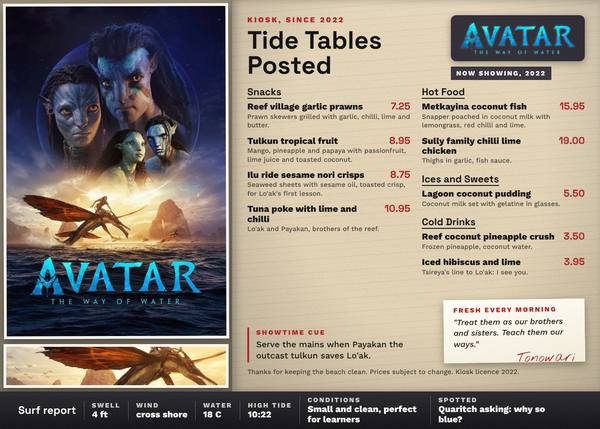 AVATAR
THE WAY OF WATER
KIOSK, SINCE 2022
Tide Tables
Posted
AVATAR
THE WAY OF WATER
NOW SHOWING, 2022
Snacks
Reef village garlic prawns 7.25
Prawn skewers grilled with garlic, chilli, lime and
butter.
Tulkun tropical fruit 8.95
Mango, pineapple and papaya with passionfruit,
lime juice and toasted coconut.
Ilu ride sesame nori crisps 8.75
Seaweed sheets with sesame oil, toasted crisp,
for Lo'ak's first lesson.
Tuna poke with lime and 10.95
chilli
Lo'ak and Payakan, brothers of the reef.
Hot Food
Metkayina coconut fish 15.95
Snapper poached in coconut milk with
lemongrass, red chilli and lime.
Sully family chilli lime 19.00
chicken
Thighs in garlic, fish sauce.
Ices and Sweets
Lagoon coconut pudding 5.50
Coconut milk set with gelatine in glasses.
Cold Drinks
Reef coconut pineapple crush 3.50
Frozen pineapple, coconut water.
Iced hibiscus and lime 3.95
Tsireya's line to Lo'ak: I see you.
SHOWTIME CUE
Serve the mains when Payakan the
outcast tulkun saves Lo'ak.
FRESH EVERY MORNING
"Treat them as our brothers
and sisters. Teach them our
ways."
Tonowari
Thanks for keeping the beach clean. Prices subject to change. Kiosk licence 2022.
Surf report
SWELL
4 ft
WIND
cross shore
WATER
18 C
HIGH TIDE
10:22
CONDITIONS
Small and clean, perfect
for learners
SPOTTED
Quaritch asking: why so
blue?